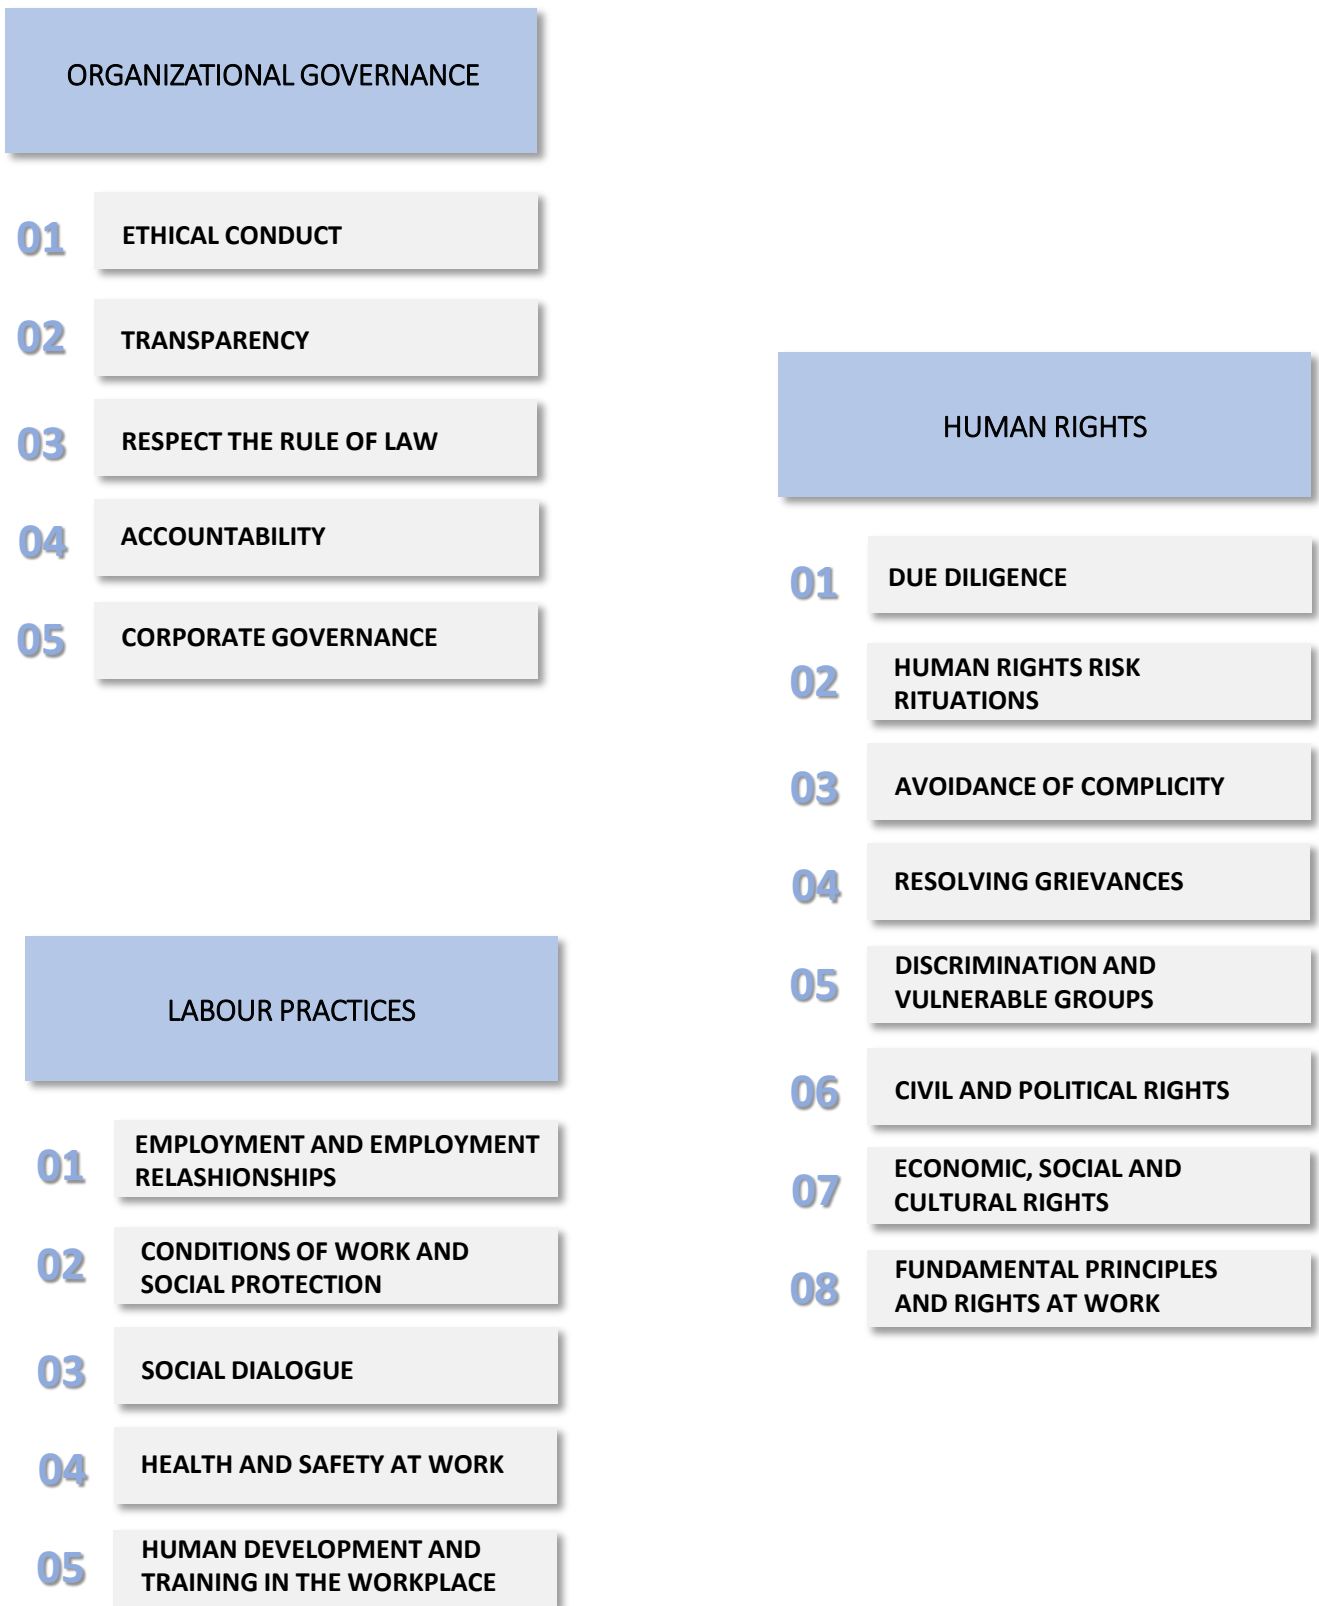 ORGANIZATIONAL GOVERNANCE
01
ETHICAL CONDUCT
02
TRANSPARENCY
03
RESPECT THE RULE OF LAW
04
ACCOUNTABILITY
05
CORPORATE GOVERNANCE
HUMAN RIGHTS
01
DUE DILIGENCE
02
HUMAN RIGHTS RISK
RITUATIONS
03
AVOIDANCE OF COMPLICITY
04
RESOLVING GRIEVANCES
05
DISCRIMINATION AND
VULNERABLE GROUPS
06
CIVIL AND POLITICAL RIGHTS
07
ECONOMIC, SOCIAL AND
CULTURAL RIGHTS
08
FUNDAMENTAL PRINCIPLES
AND RIGHTS AT WORK
LABOUR PRACTICES
01
EMPLOYMENT AND EMPLOYMENT
RELASHIONSHIPS
02
CONDITIONS OF WORK AND
SOCIAL PROTECTION
03
SOCIAL DIALOGUE
04
HEALTH AND SAFETY AT WORK
05
HUMAN DEVELOPMENT AND
TRAINING IN THE WORKPLACE